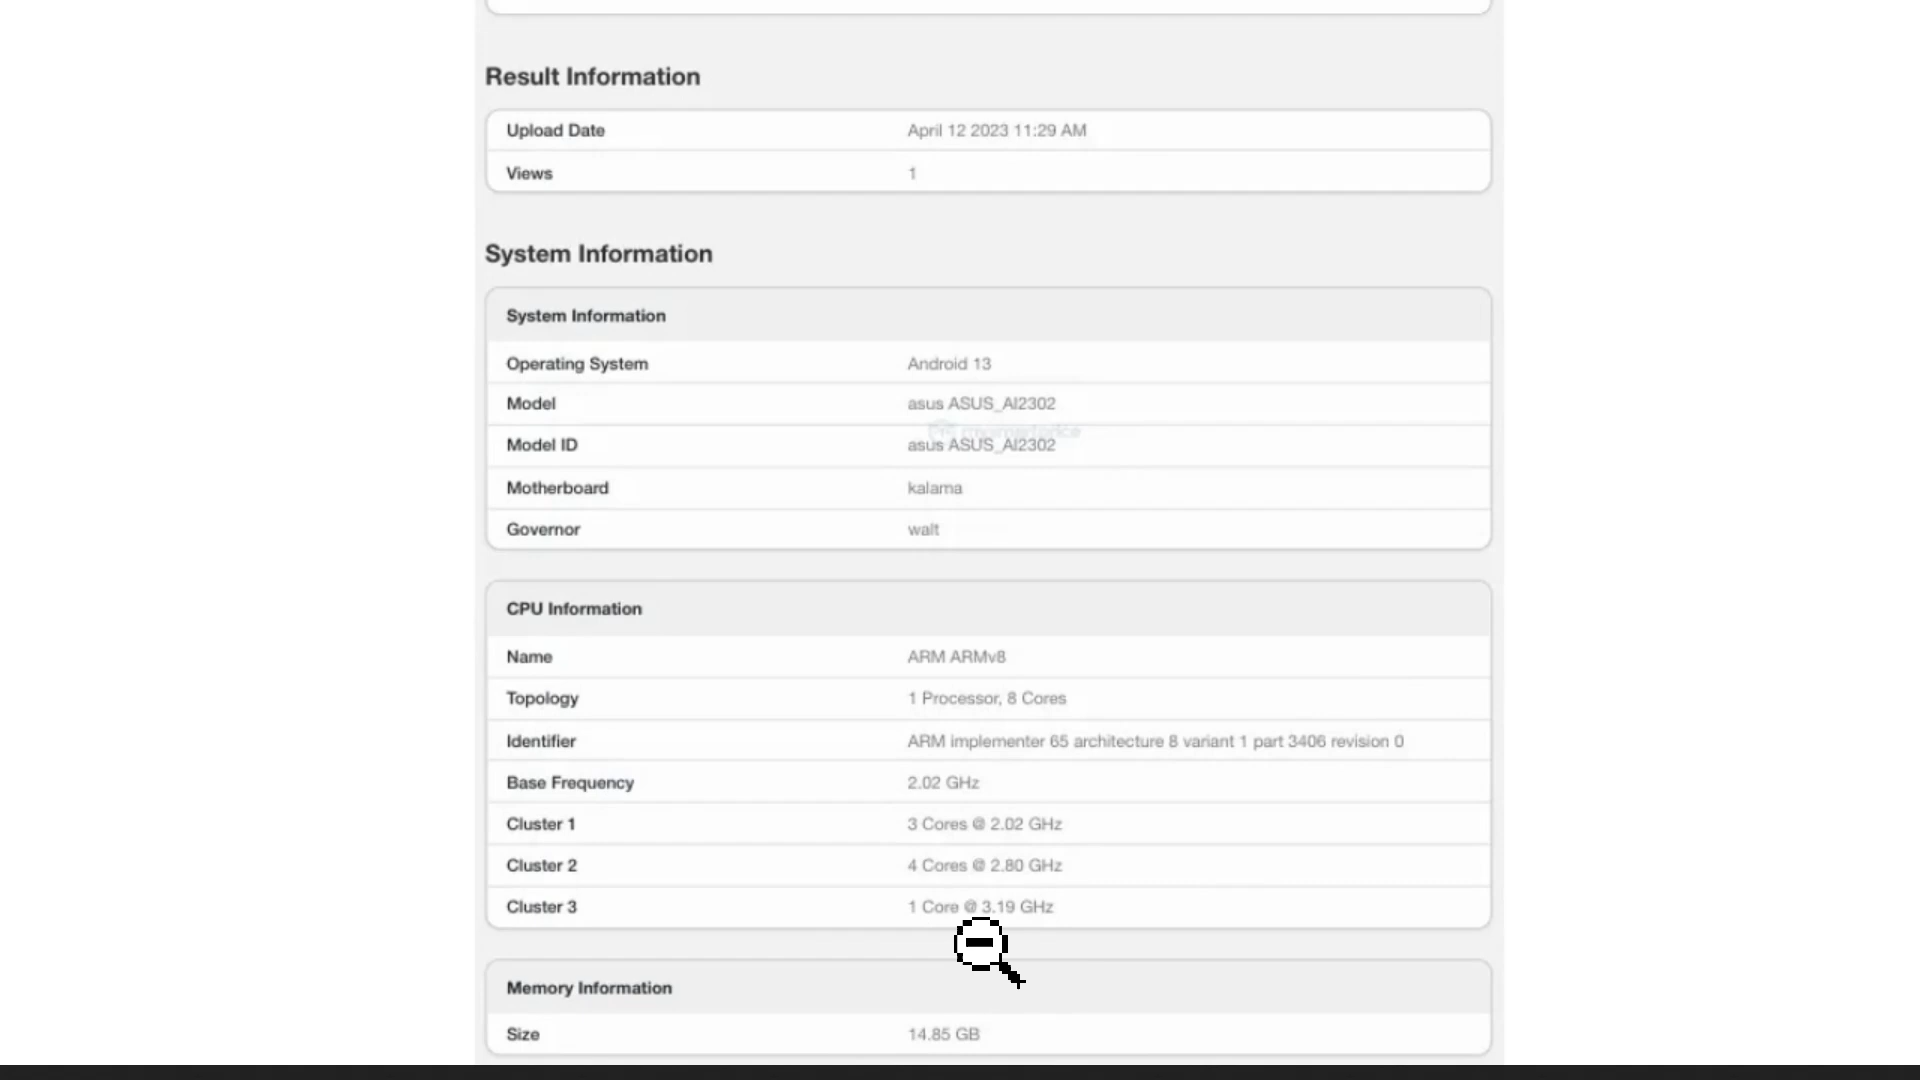 Result Information
Upload Date April 12 2023 11:29 AM
Views 1
System Information
System Information
Operating System Android 13
Model asus ASUS_AI2302
Model ID asus ASUS_AI2302
Motherboard kalama
Governor walt
CPU Information
Name ARM ARMv8
Topology 1 Processor, 8 Cores
Identifier ARM implementer 65 architecture 8 variant 1 part 3406 revision 0
Base Frequency 2.02 GHz
Cluster 1 3 Cores @ 2.02 GHz
Cluster 2 4 Cores @ 2.80 GHz
Cluster 3 1 Core @ 3.19 GHz
Memory Information
Size 14.85 GB